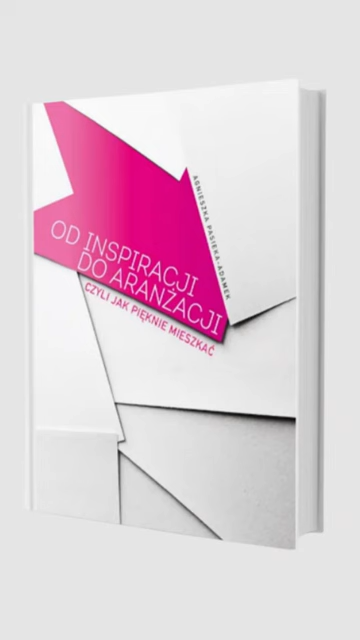 OD INSPIRACJI
DO ARANŻACJI
CZYLI JAK PIĘKNIE MIESZKAĆ
AGNIESZKA PASIEKA-ADAMEK